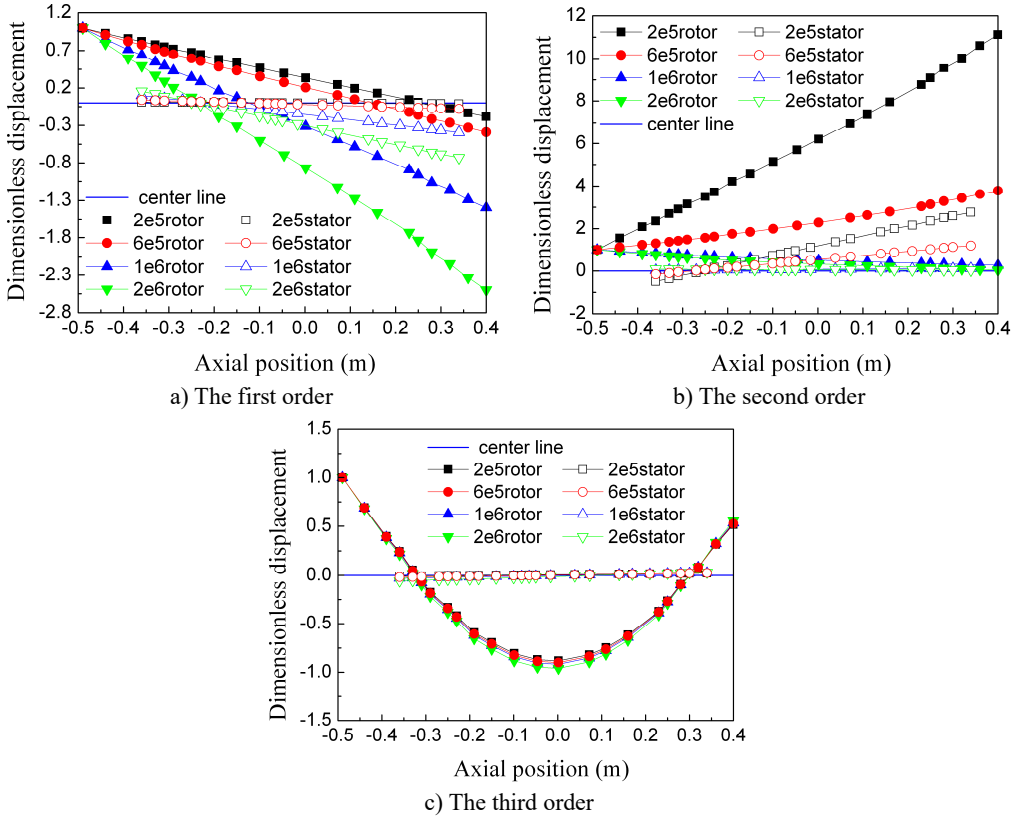 Dimensionless displacement
1.2
0.7
0.2
-0.3
-0.8
-1.3
-1.8
-2.3
-2.8
center line
2e5rotor 2e5stator
6e5rotor 6e5stator
1e6rotor 1e6stator
2e6rotor 2e6stator
-0.5 -0.4 -0.3 -0.2 -0.1 0.0 0.1 0.2 0.3 0.4
Axial position (m)
a) The first order
Dimensionless displacement
12
10
8
6
4
2
0
-2
2e5rotor 2e5stator
6e5rotor 6e5stator
1e6rotor 1e6stator
2e6rotor 2e6stator
center line
-0.5 -0.4 -0.3 -0.2 -0.1 0.0 0.1 0.2 0.3 0.4
Axial position (m)
b) The second order
Dimensionless displacement
1.5
1.0
0.5
0.0
-0.5
-1.0
-1.5
center line
2e5rotor 2e5stator
6e5rotor 6e5stator
1e6rotor 1e6stator
2e6rotor 2e6stator
-0.5 -0.4 -0.3 -0.2 -0.1 0.0 0.1 0.2 0.3 0.4
Axial position (m)
c) The third order